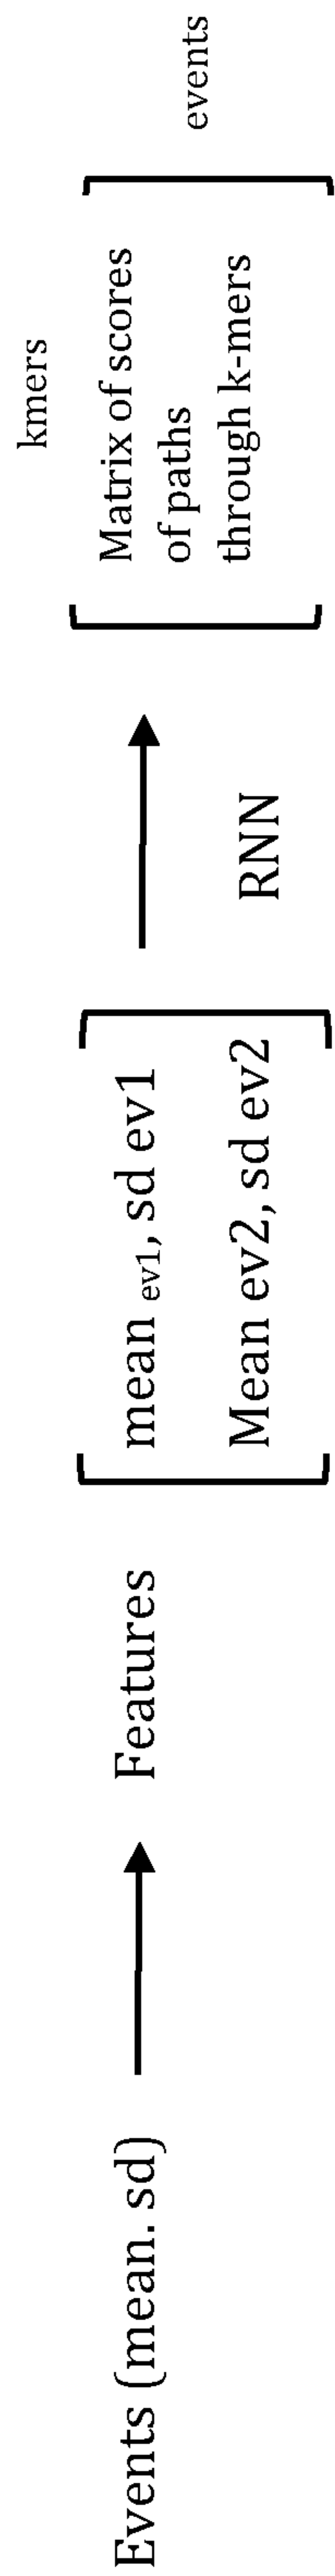 Events (mean. sd)
Features
mean ev1, sd ev1
Mean ev2, sd ev2
RNN
kmers
Matrix of scores
of paths
through k-mers
events